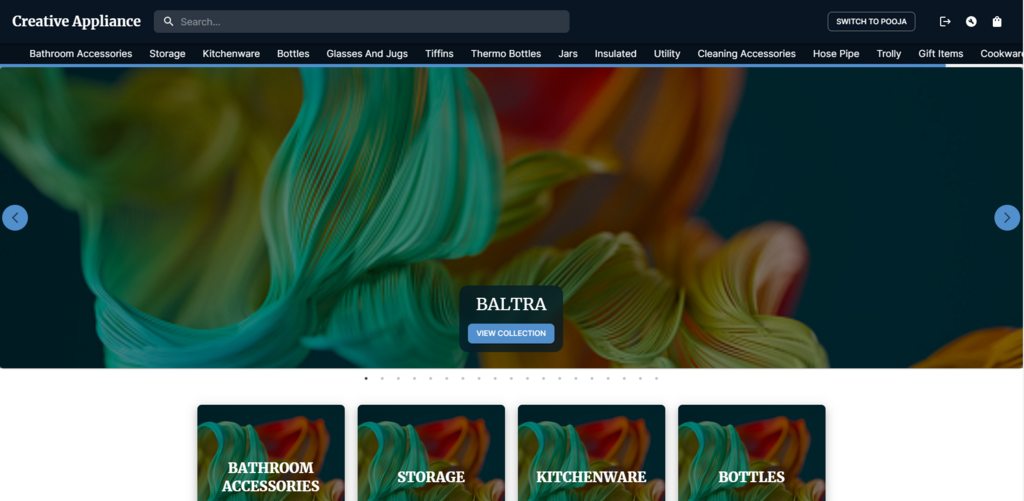 Creative Appliance
Search...
SWITCH TO POOJA
Bathroom Accessories Storage Kitchenware Bottles Glasses And Jugs Tiffins Thermo Bottles Jars Insulated Utility Cleaning Accessories Hose Pipe Trolly Gift Items Cookwar
BALTRA
VIEW COLLECTION
BATHROOM
ACCESSORIES
STORAGE
KITCHENWARE
BOTTLES